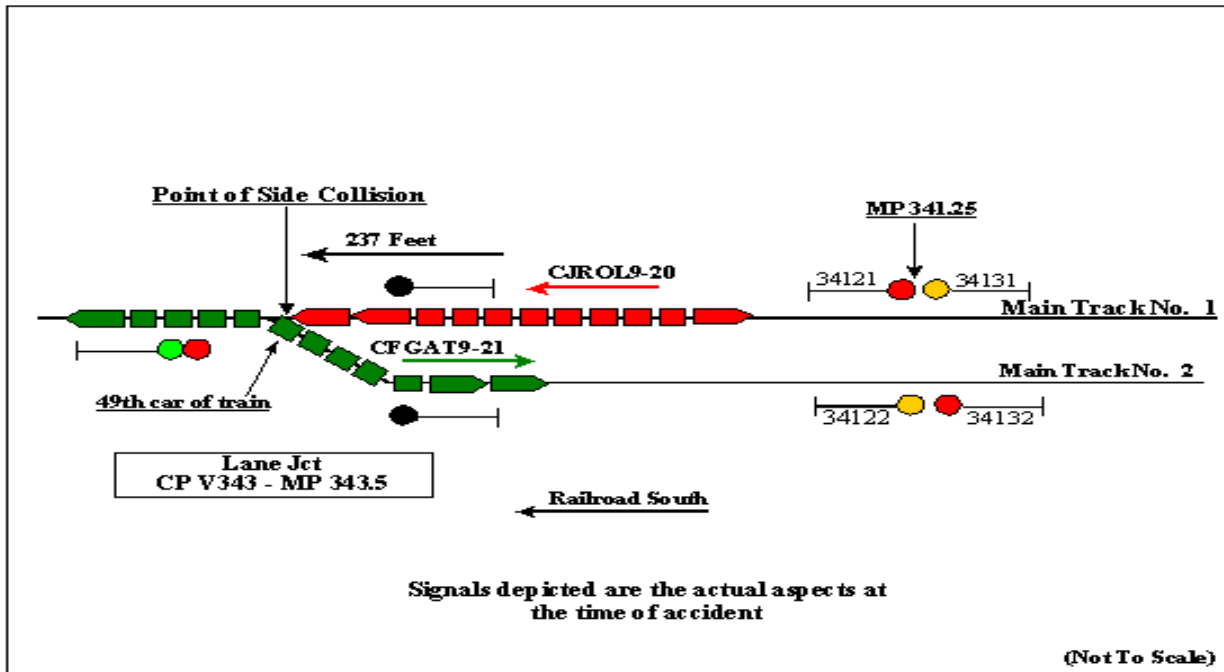 Point of Side Collision
237 Feet
MP 341.25
CJROL9-20
34121
34131
Main Track No. 1
CFGAT9-21
49th car of train
Main Track No. 2
34122
34132
Lane Jct
CP V343 - MP 343.5
Railroad South
Signals depicted are the actual aspects at
the time of accident
(Not To Scale)